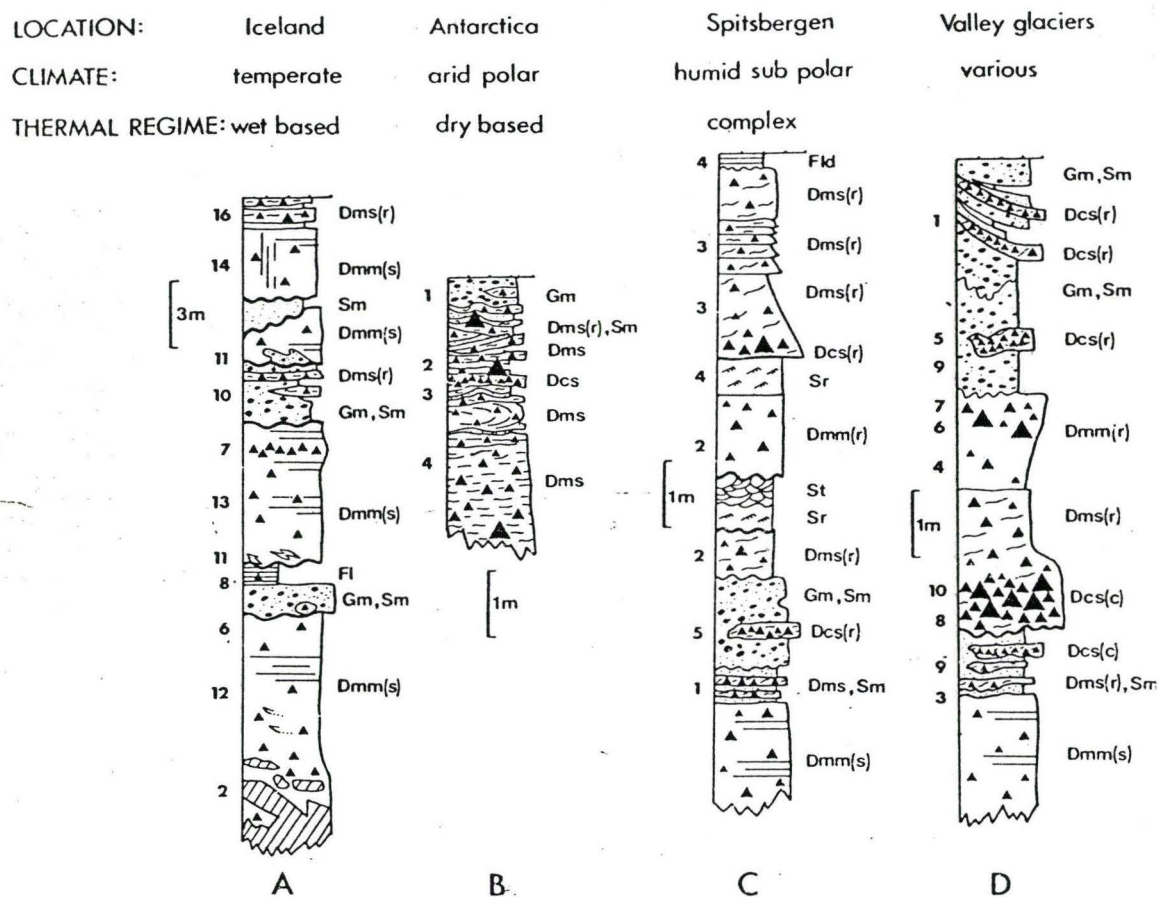 LOCATION: Iceland Antarctica Spitsbergen Valley glaciers
CLIMATE: temperate arid polar humid sub polar various
THERMAL REGIME: wet based dry based complex
16 Dms(r)
14 Dmm(s)
3m
Sm
Dmm(s)
11
Dms(r)
10
Gm,Sm
7
13
Dmm(s)
11
Fl
8
Gm,Sm
6
12
Dmm(s)
2
A
1 Gm
Dms(r),Sm
Dms
2
Dcs
3
Dms
4
Dms
1m
B
4 Fld
Dms(r)
3 Dms(r)
Dms(r)
3
Dcs(r)
4 Sr
Dmm(r)
2
1m
St
Sr
2 Dms(r)
Gm,Sm
5 Dcs(r)
1 Dms,Sm
Dmm(s)
C
Gm,Sm
Dcs(r)
1
Dcs(r)
Gm,Sm
5 Dcs(r)
9
7
6
Dmm(r)
4
1m
Dms(r)
10
Dcs(c)
8
Dcs(c)
9
Dms(r),Sm
3
Dmm(s)
D